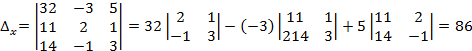 Δₓ= |32 −3 5; 11 2 1; 14 −1 3| = 32 |2 1; −1 3| − (−3) |11 1; 214 3| + 5 |11 2; 14 −1| = 86